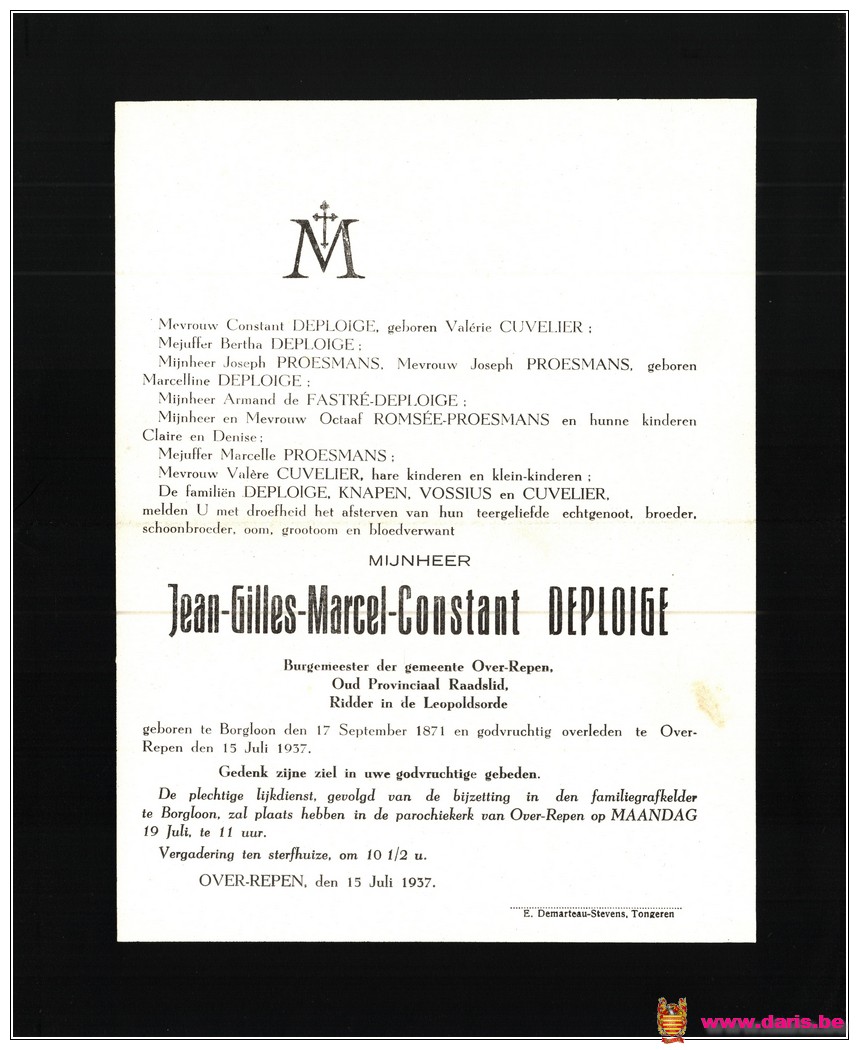 M
Mevrouw Constant DEPLOIGE, geboren Valérie CUVELIER ;
Mejuffer Bertha DEPLOIGE ;
Mijnheer Joseph PROESMANS, Mevrouw Joseph PROESMANS, geboren
Marcelline DEPLOIGE ;
Mijnheer Armand de FASTRÉ-DEPLOIGE ;
Mijnheer en Mevrouw Octaaf ROMSÉE-PROESMANS en hunne kinderen
Claire en Denise ;
Mejuffer Marcelle PROESMANS ;
Mevrouw Valère CUVELIER, hare kinderen en klein-kinderen ;
De familiën DEPLOIGE, KNAPEN, VOSSIUS en CUVELIER,
melden U met droefheid het afsterven van hun teergeliefde echtgenoot, broeder,
schoonbroeder, oom, grootoom en bloedverwant
MIJNHEER
Jean-Gilles-Marcel-Constant DEPLOIGE
Burgemeester der gemeente Over-Repen,
Oud Provinciaal Raadslid,
Ridder in de Leopoldsorde
geboren te Borgloon den 17 September 1871 en godvruchtig overleden te Over-
Repen den 15 Juli 1937.
Gedenk zijne ziel in uwe godvruchtige gebeden.
De plechtige lijkdienst, gevolgd van de bijzetting in den familiegrafkelder
te Borgloon, zal plaats hebben in de parochiekerk van Over-Repen op MAANDAG
19 Juli, te 11 uur.
Vergadering ten sterfhuize, om 10 1/2 u.
OVER-REPEN, den 15 Juli 1937.
E. Demarteau-Stevens, Tongeren
www.daris.be